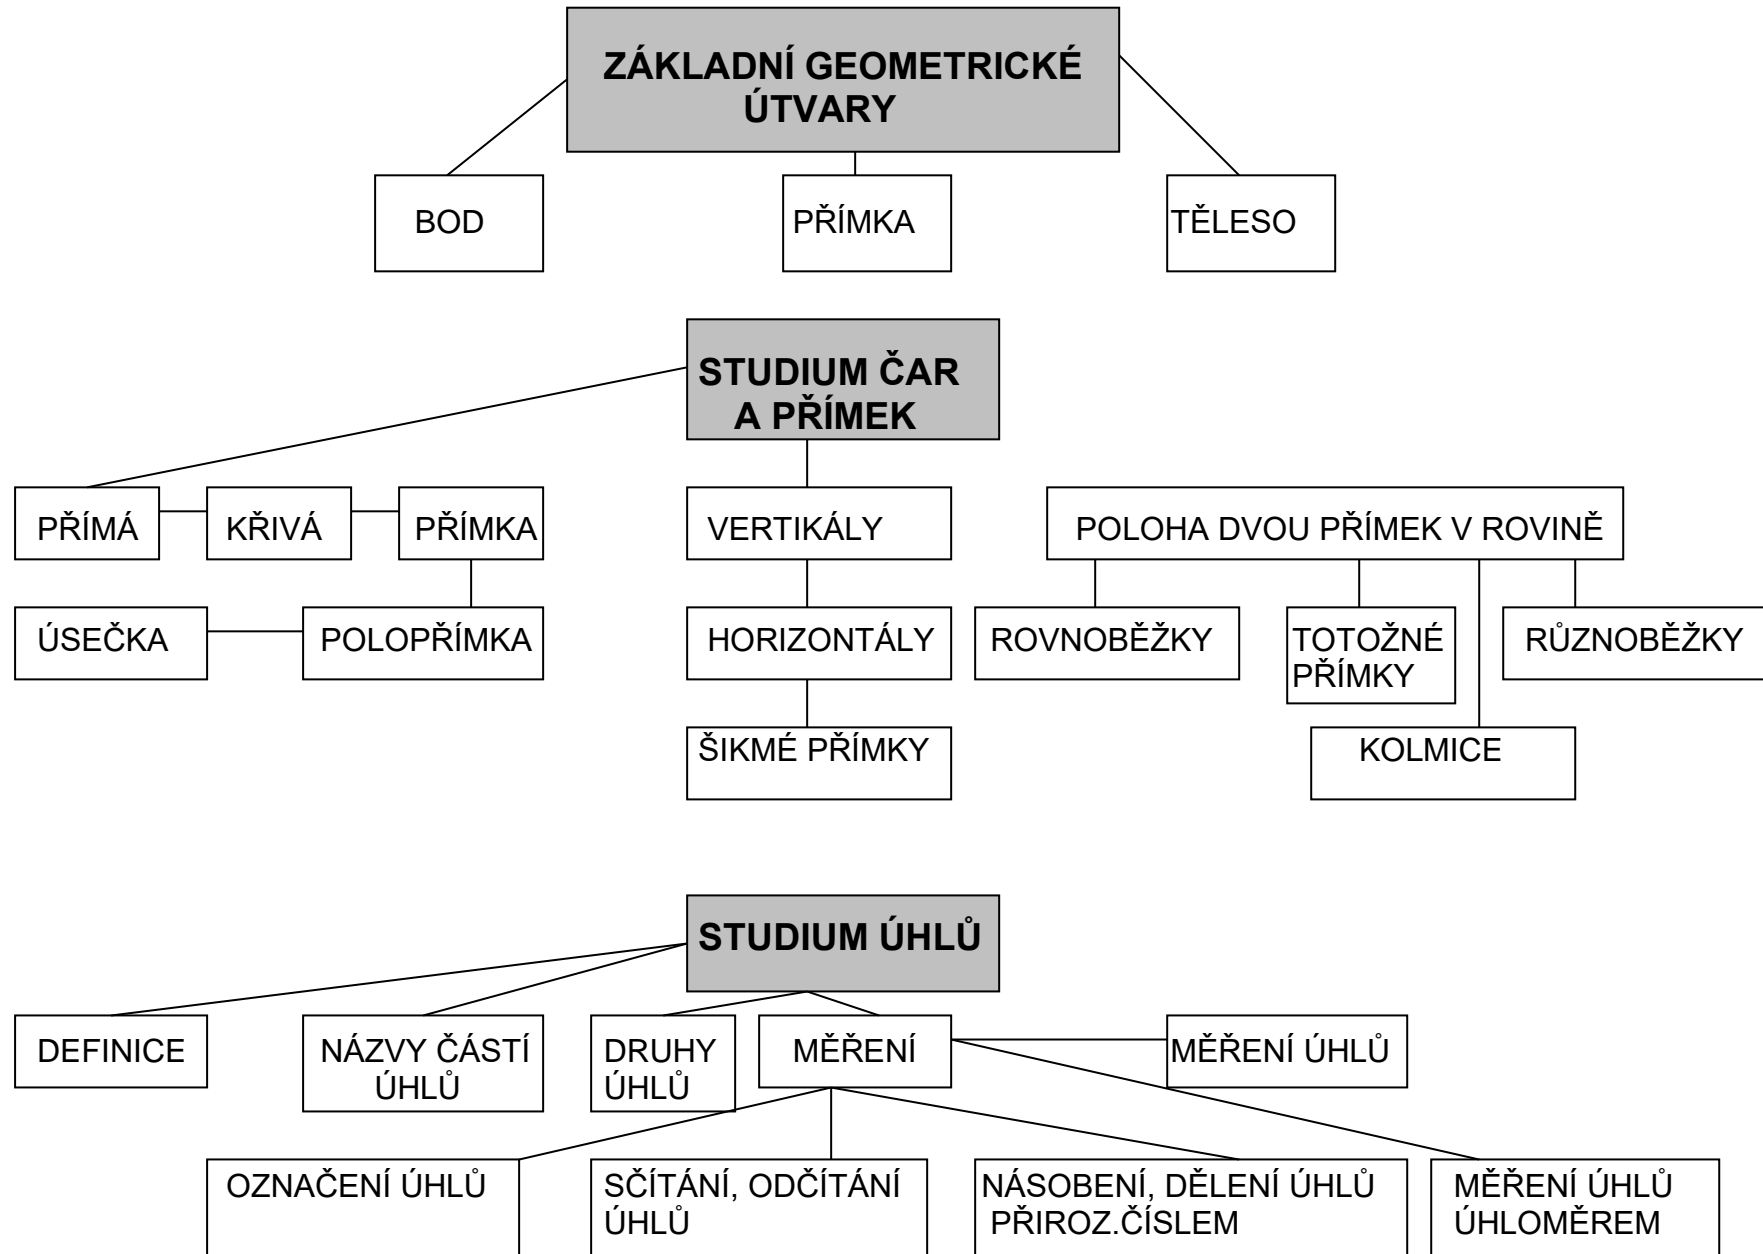 ZÁKLADNÍ GEOMETRICKÉ
ÚTVARY
BOD
PŘÍMKA
TĚLESO
STUDIUM ČAR
A PŘÍMEK
PŘÍMÁ
KŘIVÁ
PŘÍMKA
VERTIKÁLY
POLOHA DVOU PŘÍMEK V ROVINĚ
ÚSEČKA
POLOPŘÍMKA
HORIZONTÁLY
ROVNOBĚŽKY
TOTOŽNÉ
PŘÍMKY
RŮZNOBĚŽKY
ŠIKMÉ PŘÍMKY
KOLMICE
STUDIUM ÚHLŮ
DEFINICE
NÁZVY ČÁSTÍ
ÚHLŮ
DRUHY
ÚHLŮ
MĚŘENÍ
MĚŘENÍ ÚHLŮ
OZNAČENÍ ÚHLŮ
SČÍTÁNÍ, ODČÍTÁNÍ
ÚHLŮ
NÁSOBENÍ, DĚLENÍ ÚHLŮ
PŘIROZ.ČÍSLEM
MĚŘENÍ ÚHLŮ
ÚHLOMĚREM